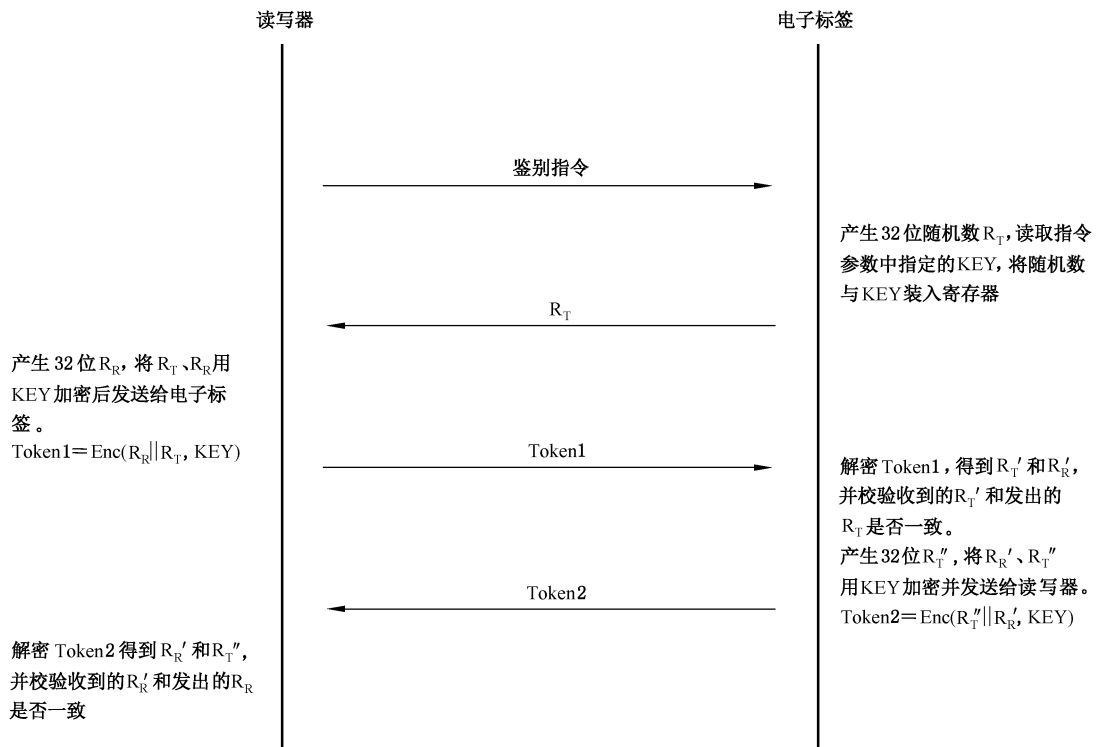 读写器
电子标签
鉴别指令
产生32位随机数R_T,读取指令
参数中指定的KEY,将随机数
与KEY装入寄存器
R_T
产生32位R_R,将R_T、R_R用
KEY加密后发送给电子标
签。
Token1=Enc(R_R||R_T, KEY)
Token1
解密Token1,得到R_T′和R_R′,
并校验收到的R_T′和发出的
R_T是否一致。
产生32位R_T″,将R_R′、R_T″
用KEY加密并发送给读写器。
Token2=Enc(R_T″||R_R′, KEY)
Token2
解密Token2得到R_R′和R_T″,
并校验收到的R_R′和发出的R_R
是否一致